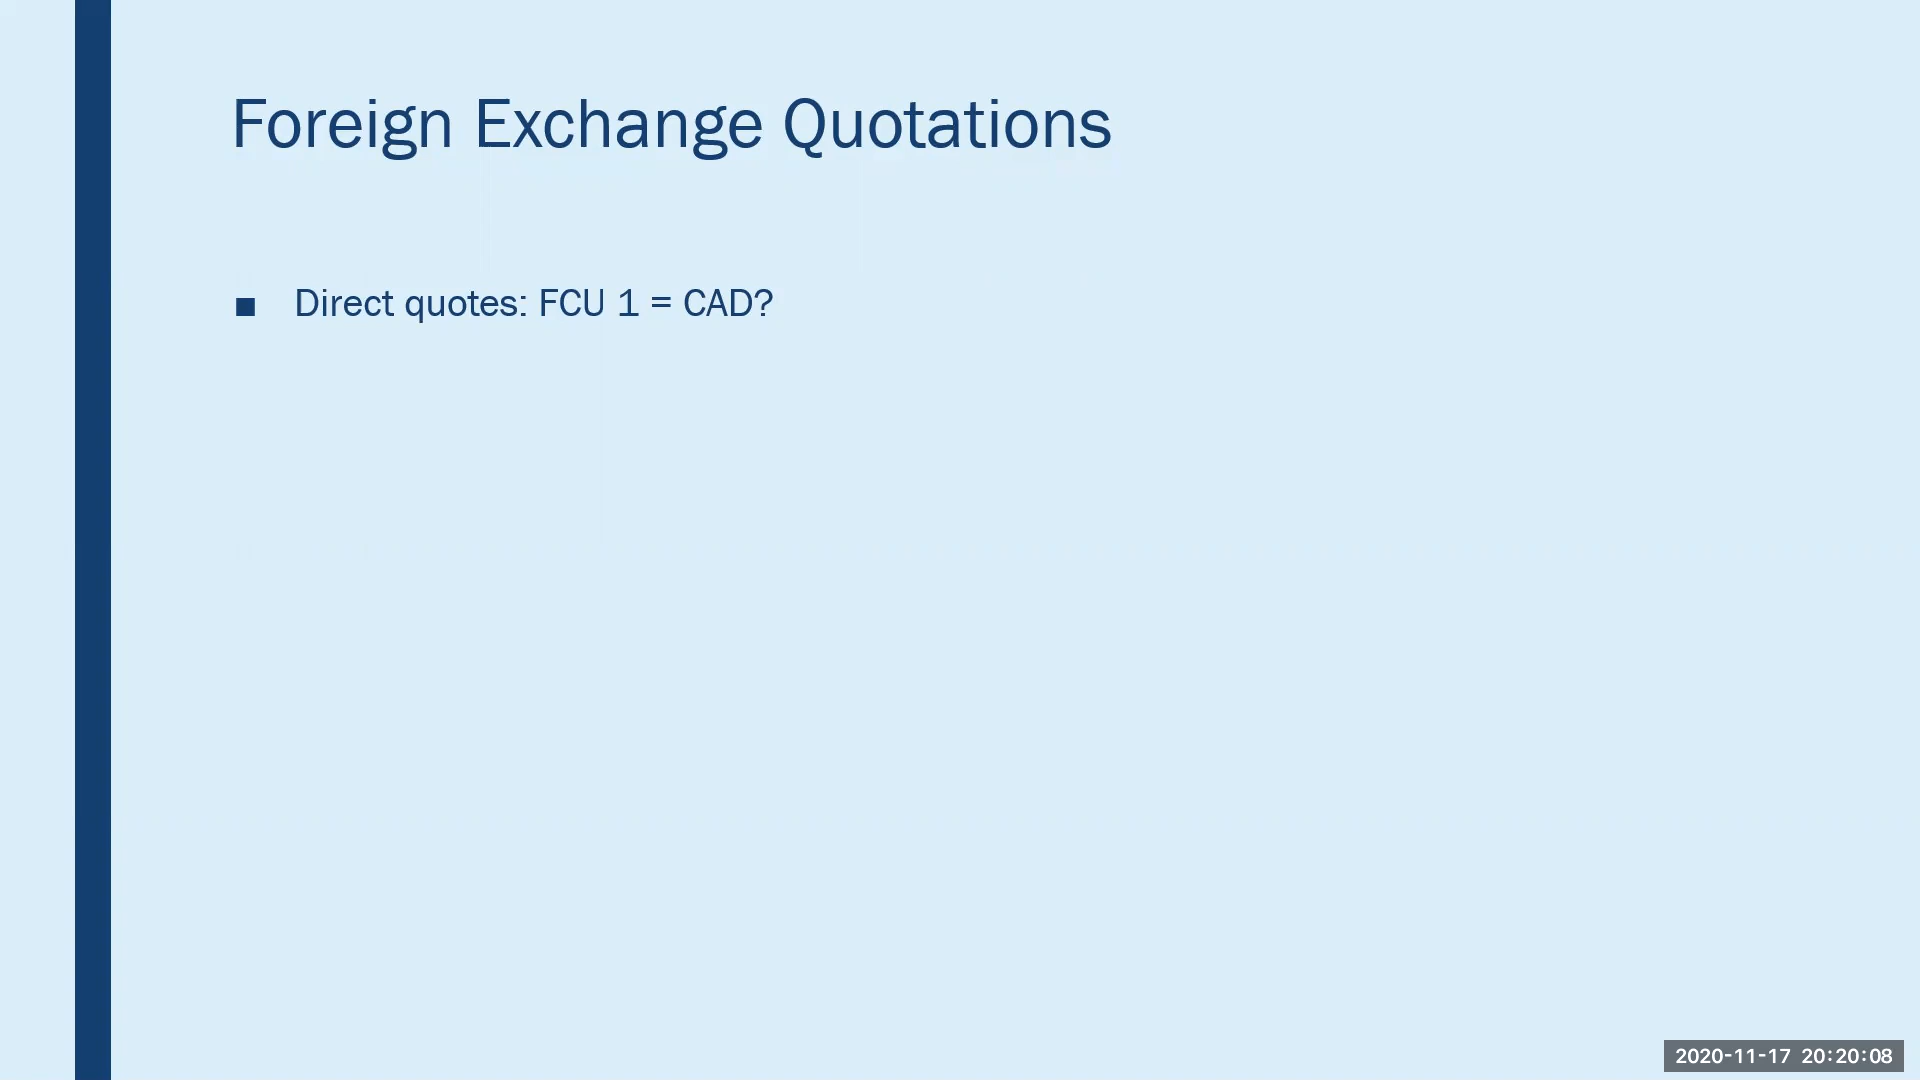 Foreign Exchange Quotations
■ Direct quotes: FCU 1 = CAD?
2020-11-17 20:20:08